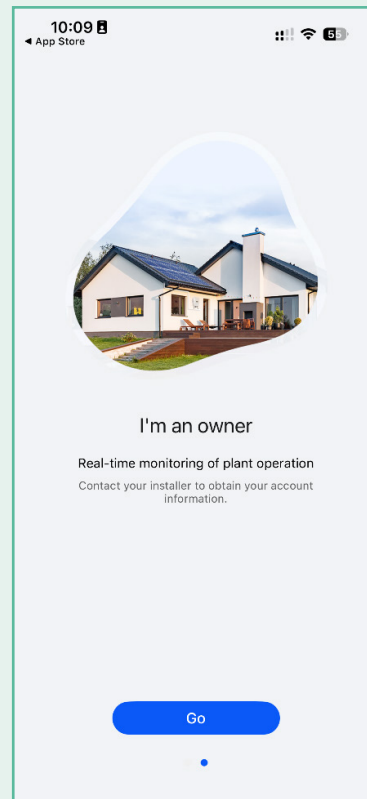 10:09
◀ App Store
55
I'm an owner
Real-time monitoring of plant operation
Contact your installer to obtain your account
information.
Go